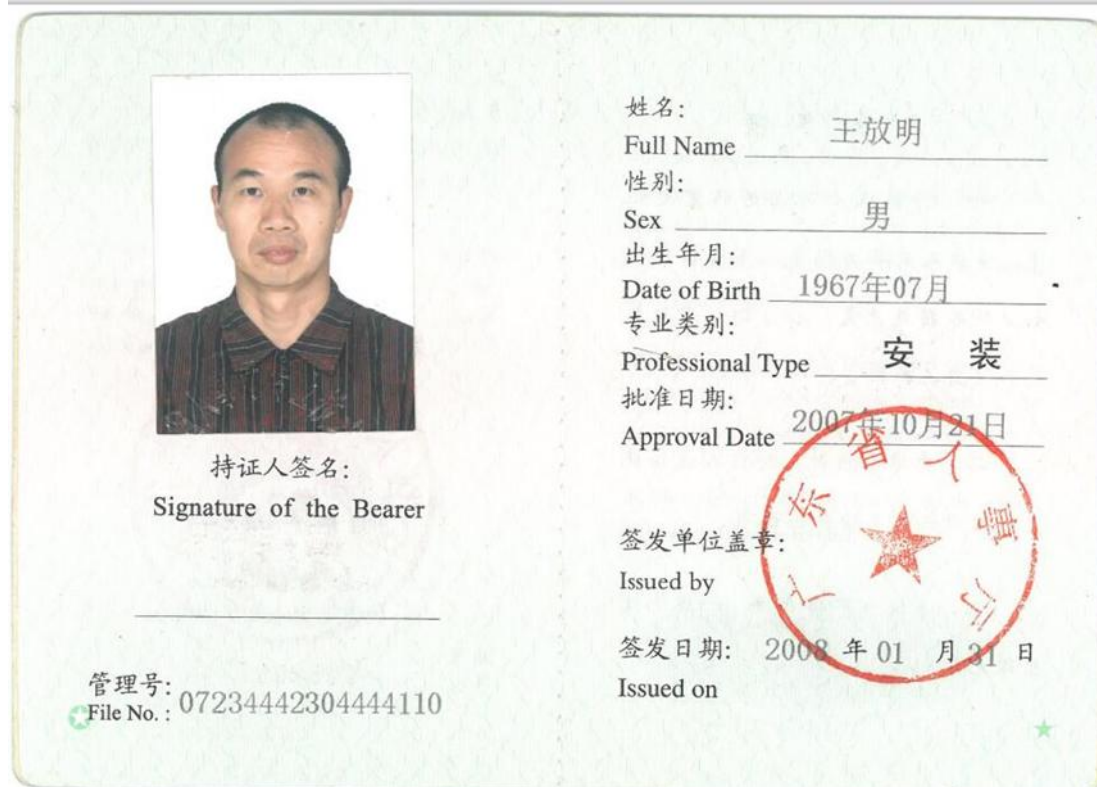 持证人签名:
Signature of the Bearer
管理号:
File No. : 07234442304444110
姓名:
Full Name 王放明
性别:
Sex 男
出生年月:
Date of Birth 1967年07月
专业类别:
Professional Type 安 装
批准日期:
Approval Date 2007年10月21日
签发单位盖章:
Issued by
广东省人事厅
签发日期: 2008 年 01 月 31 日
Issued on